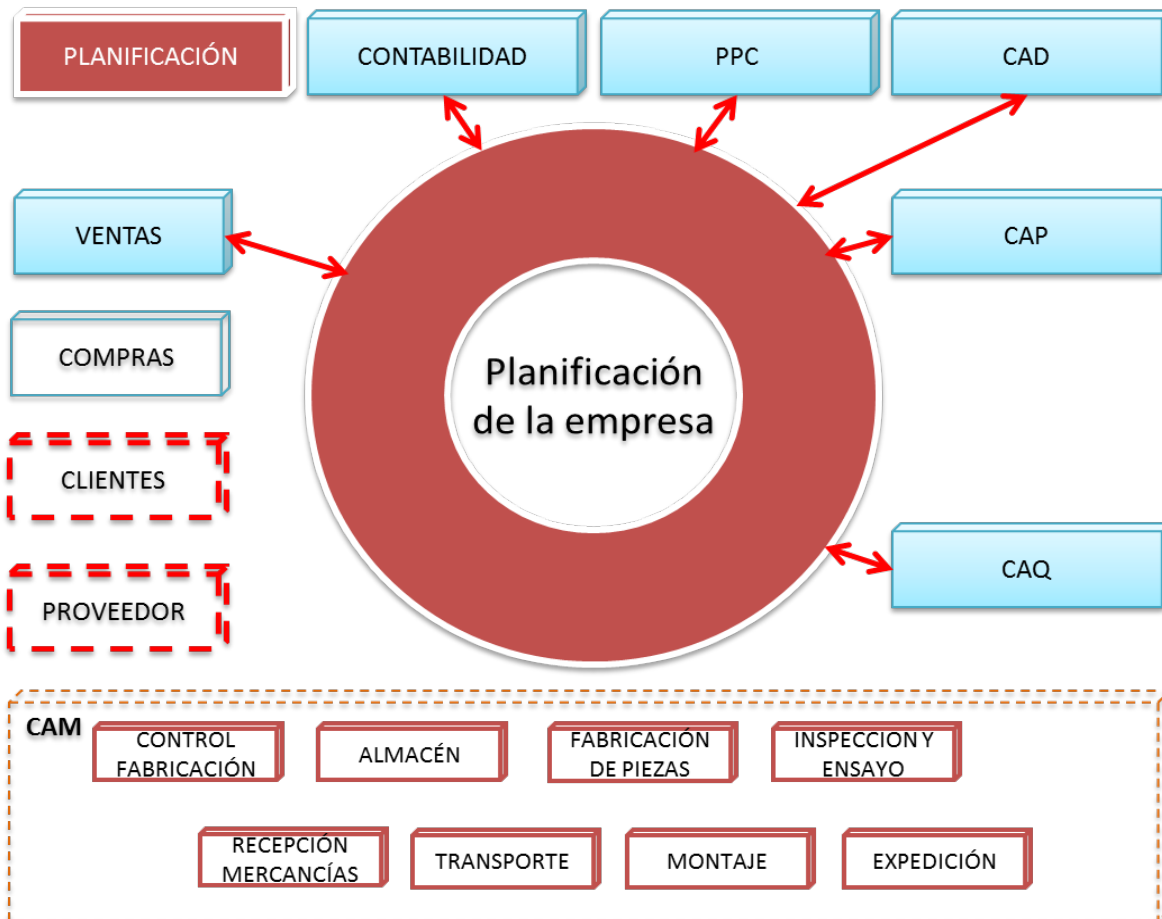 PLANIFICACIÓN
CONTABILIDAD
PPC
CAD
VENTAS
CAP
COMPRAS
Planificación
de la empresa
CLIENTES
CAQ
PROVEEDOR
CAM
CONTROL
FABRICACIÓN
ALMACÉN
FABRICACIÓN
DE PIEZAS
INSPECCION Y
ENSAYO
RECEPCIÓN
MERCANCÍAS
TRANSPORTE
MONTAJE
EXPEDICIÓN